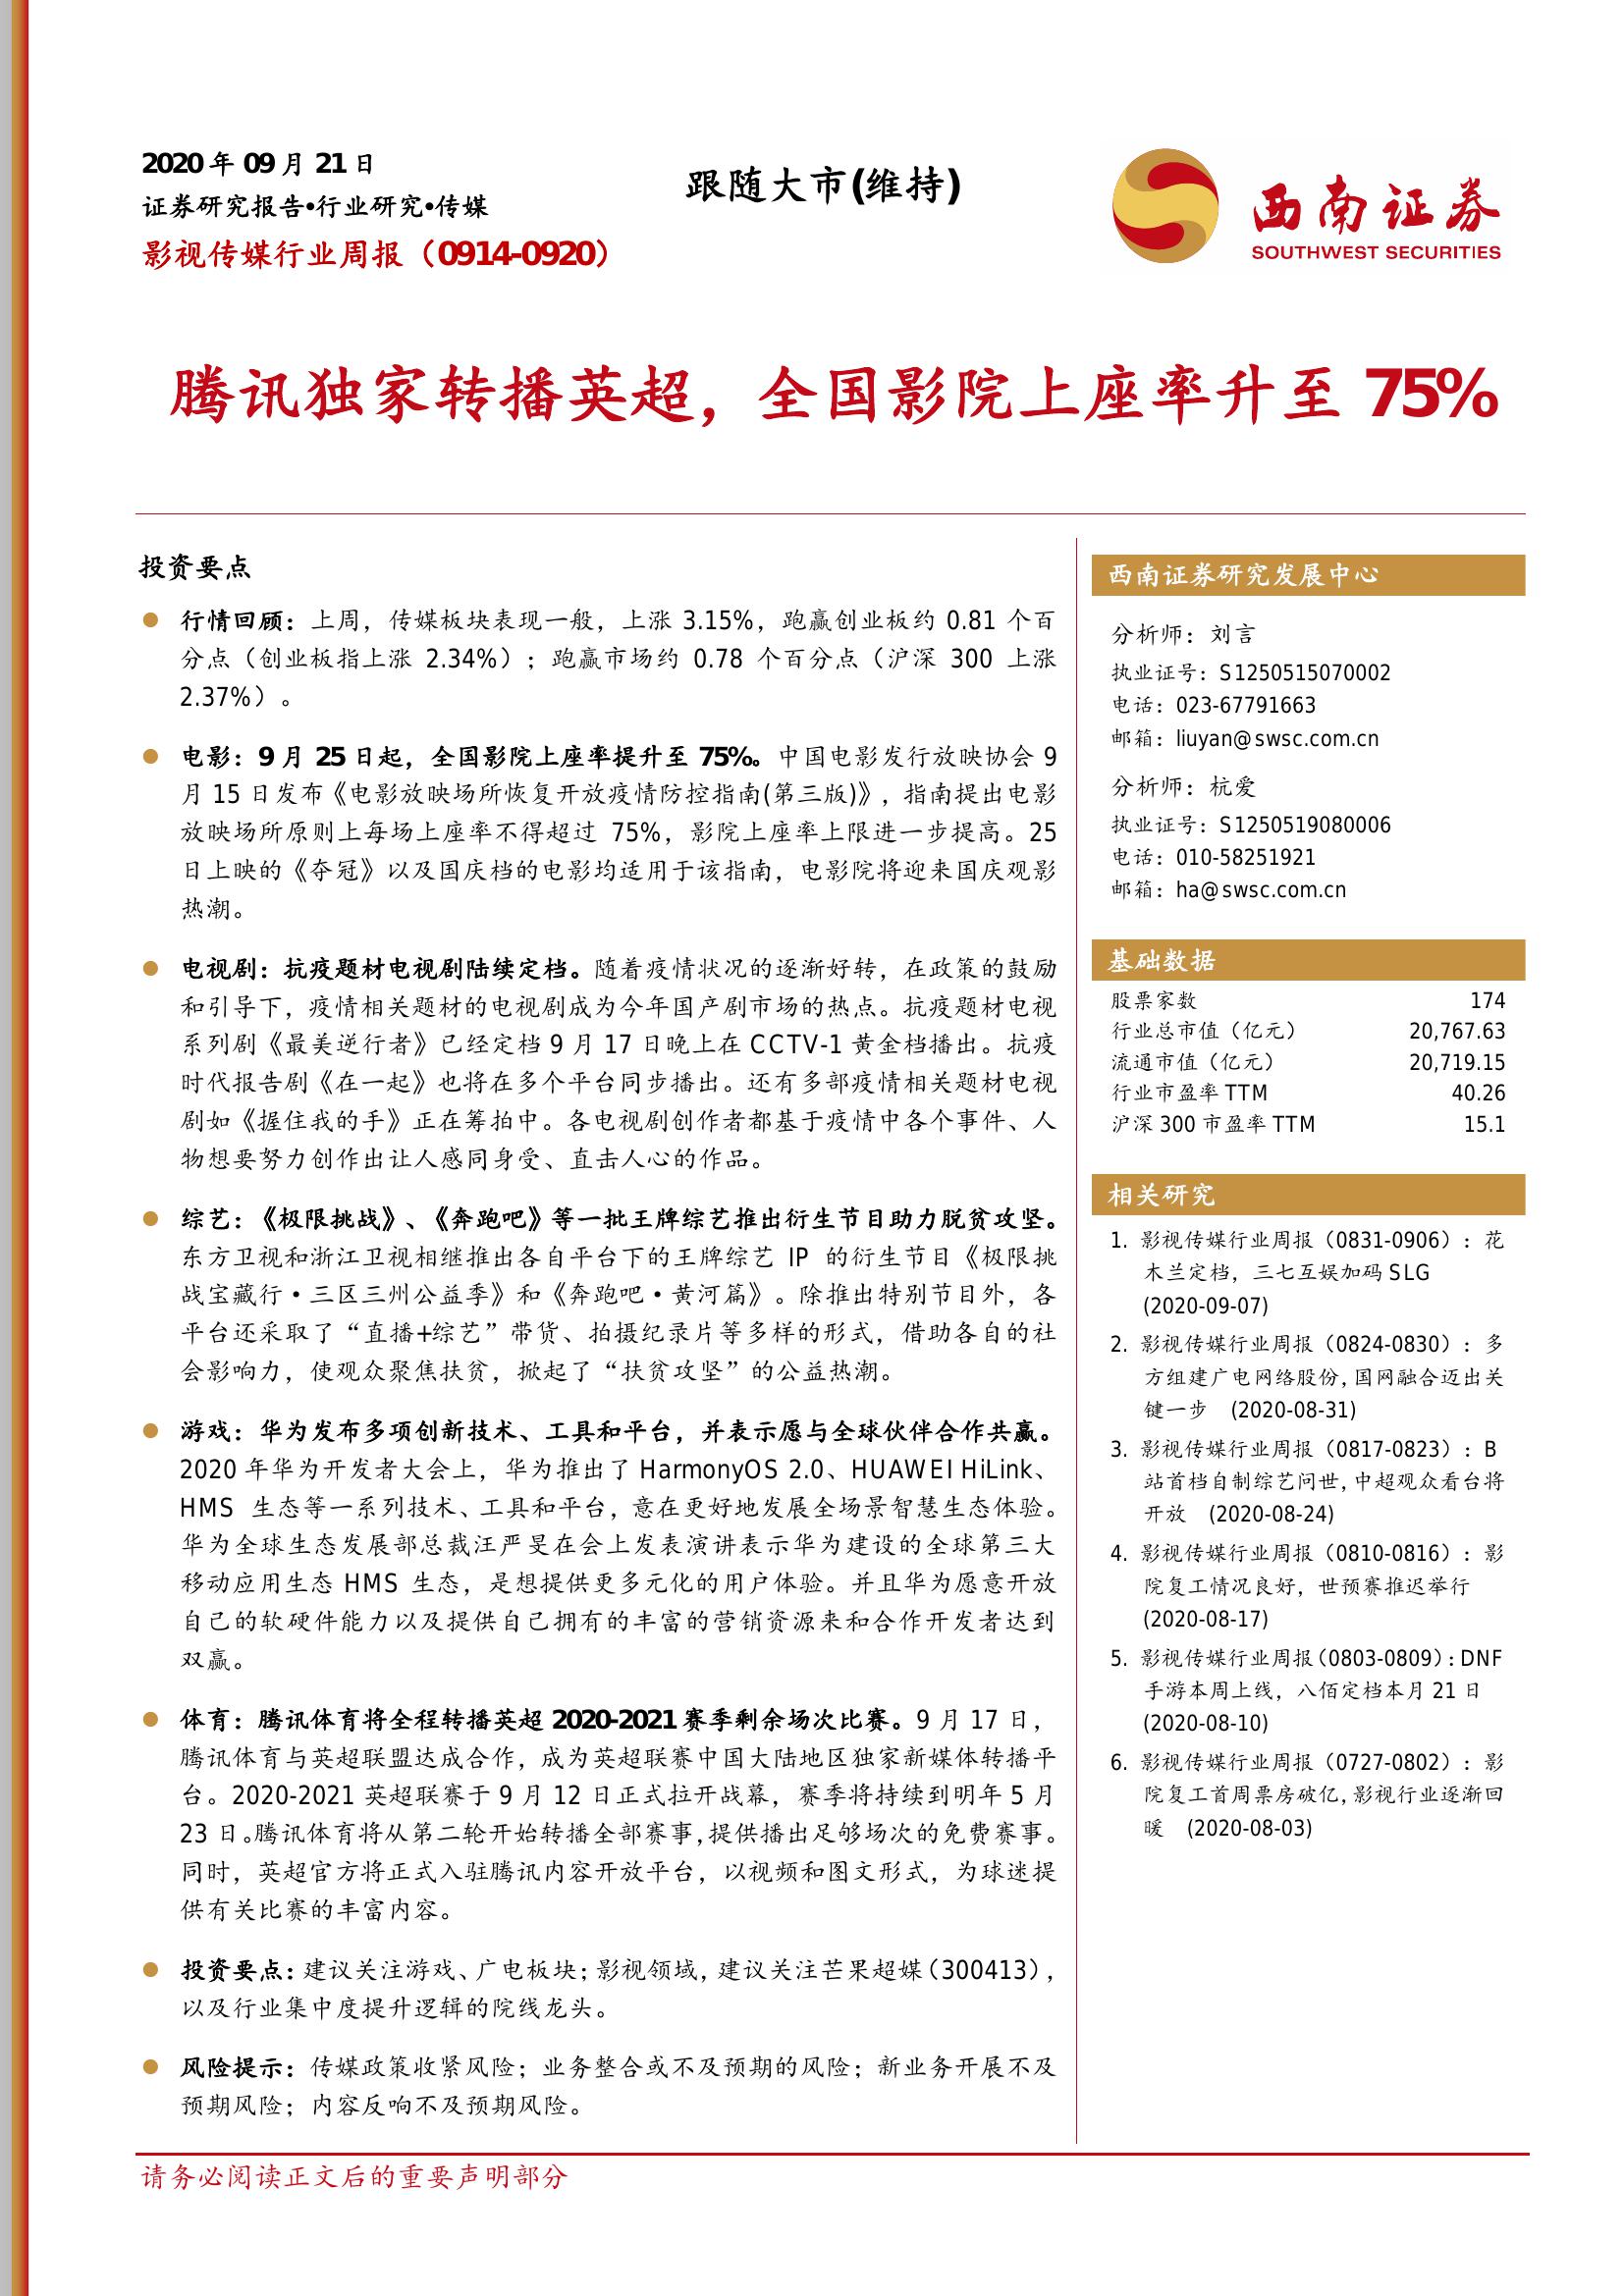 2020 年 09 月 21 日
证券研究报告•行业研究•传媒
影视传媒行业周报（0914-0920）
跟随大市(维持)
西南证券
SOUTHWEST SECURITIES
腾讯独家转播英超，全国影院上座率升至 75%
投资要点
行情回顾：上周，传媒板块表现一般，上涨 3.15%，跑赢创业板约 0.81 个百
分点（创业板指上涨 2.34%）；跑赢市场约 0.78 个百分点（沪深 300 上涨
2.37%）。
电影：9 月 25 日起，全国影院上座率提升至 75%。中国电影发行放映协会 9
月 15 日发布《电影放映场所恢复开放疫情防控指南(第三版)》，指南提出电影
放映场所原则上每场上座率不得超过 75%，影院上座率上限进一步提高。25
日上映的《夺冠》以及国庆档的电影均适用于该指南，电影院将迎来国庆观影
热潮。
电视剧：抗疫题材电视剧陆续定档。随着疫情状况的逐渐好转，在政策的鼓励
和引导下，疫情相关题材的电视剧成为今年国产剧市场的热点。抗疫题材电视
系列剧《最美逆行者》已经定档 9 月 17 日晚上在 CCTV-1 黄金档播出。抗疫
时代报告剧《在一起》也将在多个平台同步播出。还有多部疫情相关题材电视
剧如《握住我的手》正在筹拍中。各电视剧创作者都基于疫情中各个事件、人
物想要努力创作出让人感同身受、直击人心的作品。
综艺：《极限挑战》、《奔跑吧》等一批王牌综艺推出衍生节目助力脱贫攻坚。
东方卫视和浙江卫视相继推出各自平台下的王牌综艺 IP 的衍生节目《极限挑
战宝藏行·三区三州公益季》和《奔跑吧·黄河篇》。除推出特别节目外，各
平台还采取了“直播+综艺”带货、拍摄纪录片等多样的形式，借助各自的社
会影响力，使观众聚焦扶贫，掀起了“扶贫攻坚”的公益热潮。
游戏：华为发布多项创新技术、工具和平台，并表示愿与全球伙伴合作共赢。
2020 年华为开发者大会上，华为推出了 HarmonyOS 2.0、HUAWEI HiLink、
HMS 生态等一系列技术、工具和平台，意在更好地发展全场景智慧生态体验。
华为全球生态发展部总裁汪严旻在会上发表演讲表示华为建设的全球第三大
移动应用生态 HMS 生态，是想提供更多元化的用户体验。并且华为愿意开放
自己的软硬件能力以及提供自己拥有的丰富的营销资源来和合作开发者达到
双赢。
体育：腾讯体育将全程转播英超 2020-2021 赛季剩余场次比赛。9 月 17 日，
腾讯体育与英超联盟达成合作，成为英超联赛中国大陆地区独家新媒体转播平
台。2020-2021 英超联赛于 9 月 12 日正式拉开战幕，赛季将持续到明年 5 月
23 日。腾讯体育将从第二轮开始转播全部赛事，提供播出足够场次的免费赛事。
同时，英超官方将正式入驻腾讯内容开放平台，以视频和图文形式，为球迷提
供有关比赛的丰富内容。
投资要点：建议关注游戏、广电板块；影视领域，建议关注芒果超媒（300413），
以及行业集中度提升逻辑的院线龙头。
风险提示：传媒政策收紧风险；业务整合或不及预期的风险；新业务开展不及
预期风险；内容反响不及预期风险。
西南证券研究发展中心
分析师：刘言
执业证号：S1250515070002
电话：023-67791663
邮箱：liuyan@swsc.com.cn
分析师：杭爱
执业证号：S1250519080006
电话：010-58251921
邮箱：ha@swsc.com.cn
基础数据
股票家数 174
行业总市值（亿元） 20,767.63
流通市值（亿元） 20,719.15
行业市盈率 TTM 40.26
沪深 300 市盈率 TTM 15.1
相关研究
1. 影视传媒行业周报（0831-0906）：花
木兰定档，三七互娱加码 SLG
(2020-09-07)
2. 影视传媒行业周报（0824-0830）：多
方组建广电网络股份，国网融合迈出关
键一步 (2020-08-31)
3. 影视传媒行业周报（0817-0823）：B
站首档自制综艺问世，中超观众看台将
开放 (2020-08-24)
4. 影视传媒行业周报（0810-0816）：影
院复工情况良好，世预赛推迟举行
(2020-08-17)
5. 影视传媒行业周报（0803-0809）：DNF
手游本周上线，八佰定档本月 21 日
(2020-08-10)
6. 影视传媒行业周报（0727-0802）：影
院复工首周票房破亿，影视行业逐渐回
暖 (2020-08-03)
请务必阅读正文后的重要声明部分